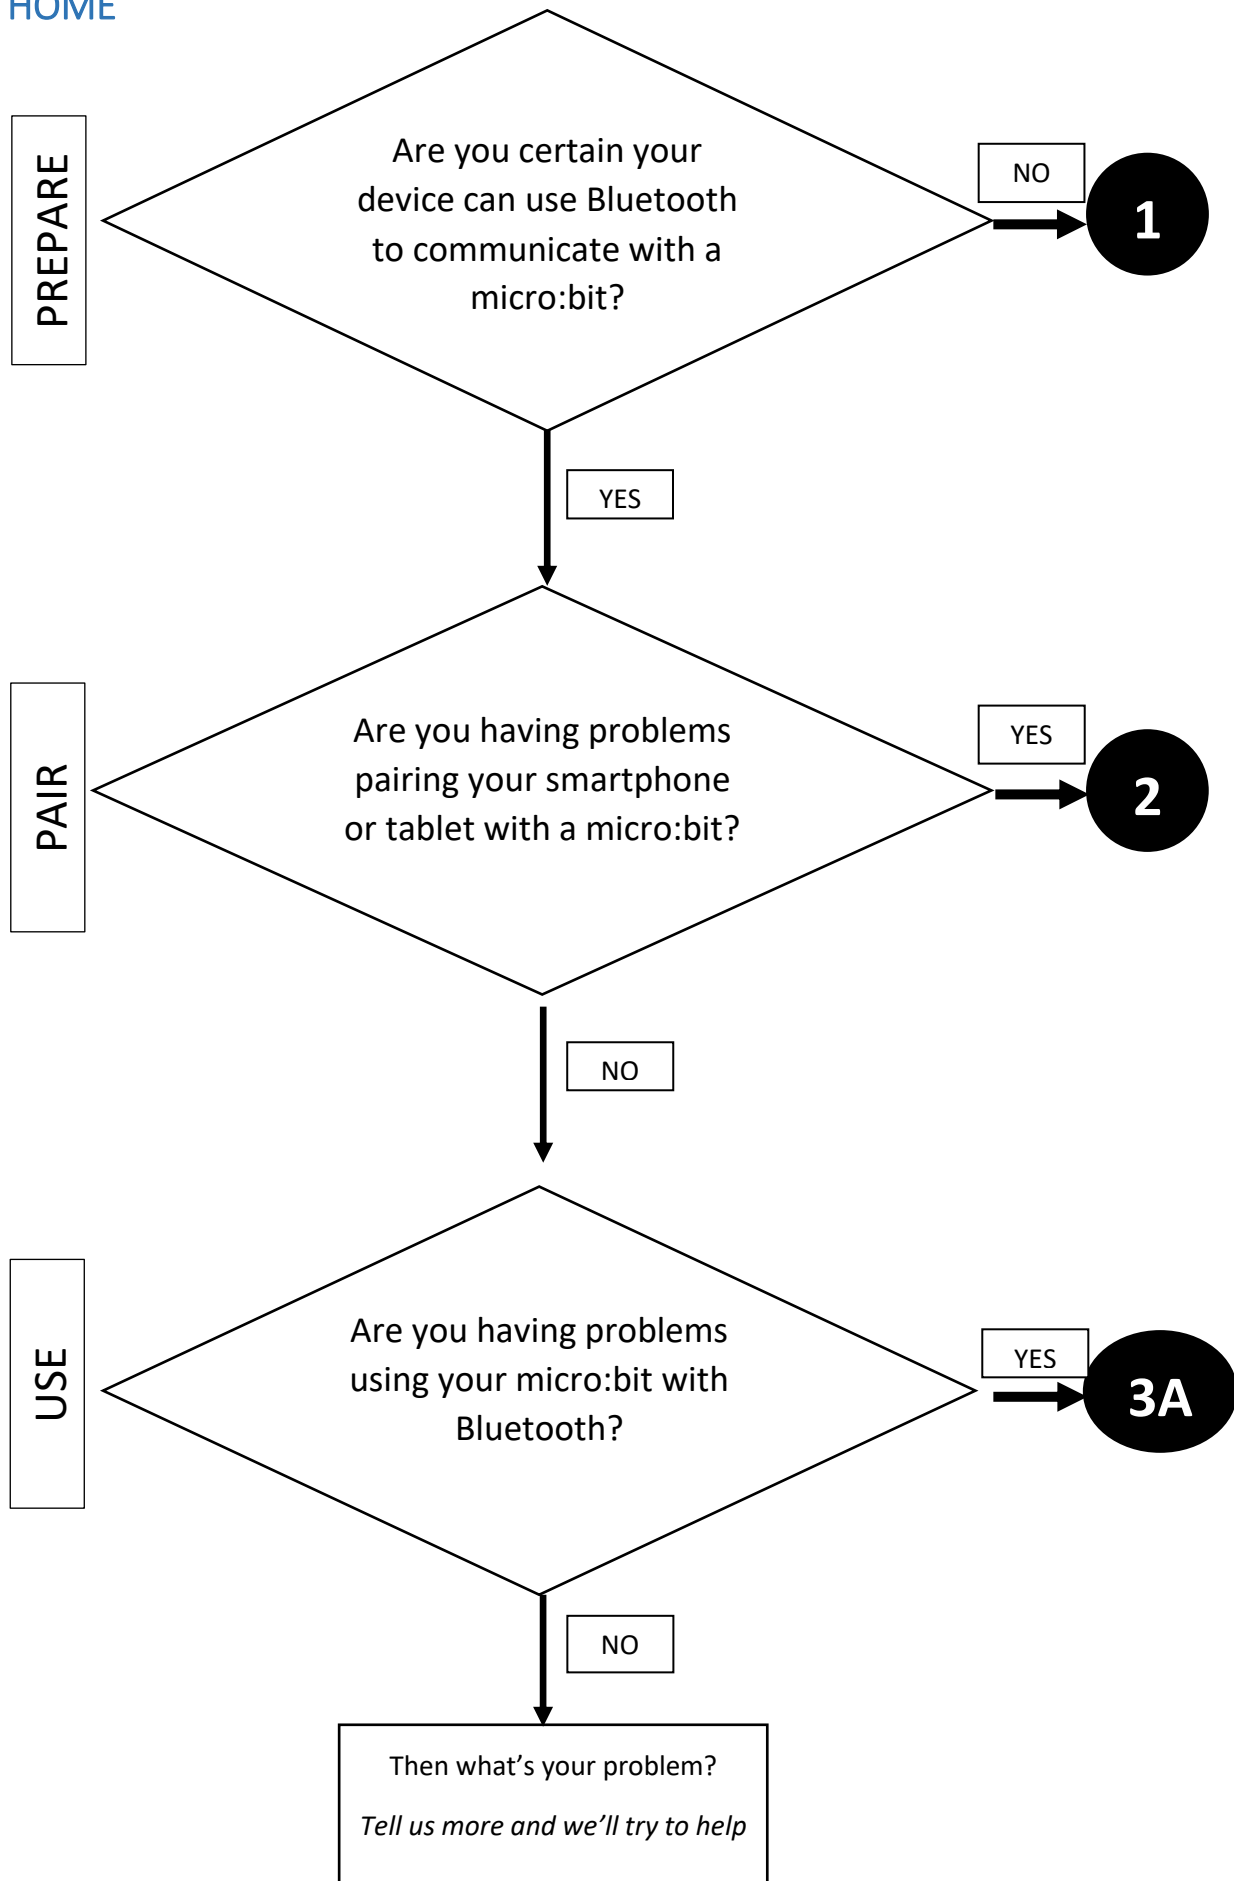 HOME
PREPARE
Are you certain your
device can use Bluetooth
to communicate with a
micro:bit?
NO
1
YES
PAIR
Are you having problems
pairing your smartphone
or tablet with a micro:bit?
YES
2
NO
USE
Are you having problems
using your micro:bit with
Bluetooth?
YES
3A
NO
Then what’s your problem?
Tell us more and we’ll try to help